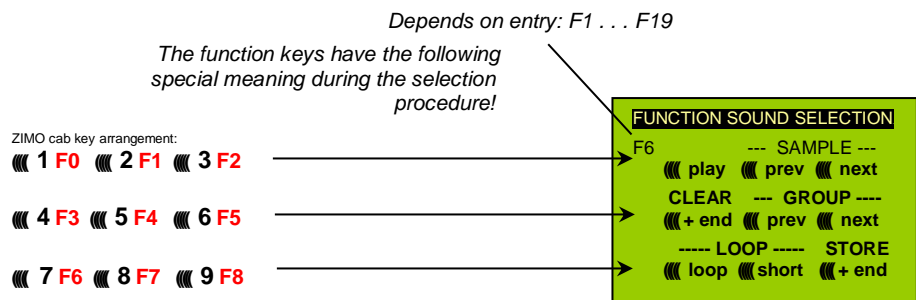 Depends on entry: F1 . . . F19
The function keys have the following
special meaning during the selection
procedure!
ZIMO cab key arrangement:
((( 1 F0 ((( 2 F1 ((( 3 F2
((( 4 F3 ((( 5 F4 ((( 6 F5
((( 7 F6 ((( 8 F7 ((( 9 F8
FUNCTION SOUND SELECTION
F6 --- SAMPLE ---
((( play ((( prev ((( next
CLEAR --- GROUP ----
((( + end ((( prev ((( next
----- LOOP ----- STORE
((( loop ((( short ((( + end